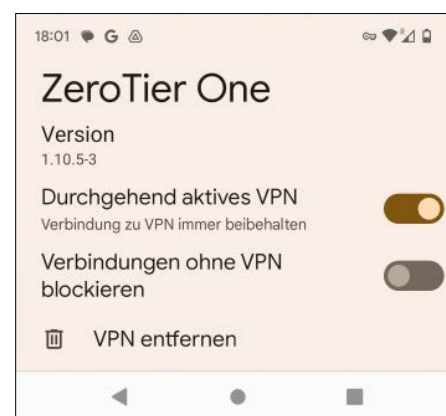 18:01
ZeroTier One
Version
1.10.5-3
Durchgehend aktives VPN
Verbindung zu VPN immer beibehalten
Verbindungen ohne VPN
blockieren
VPN entfernen